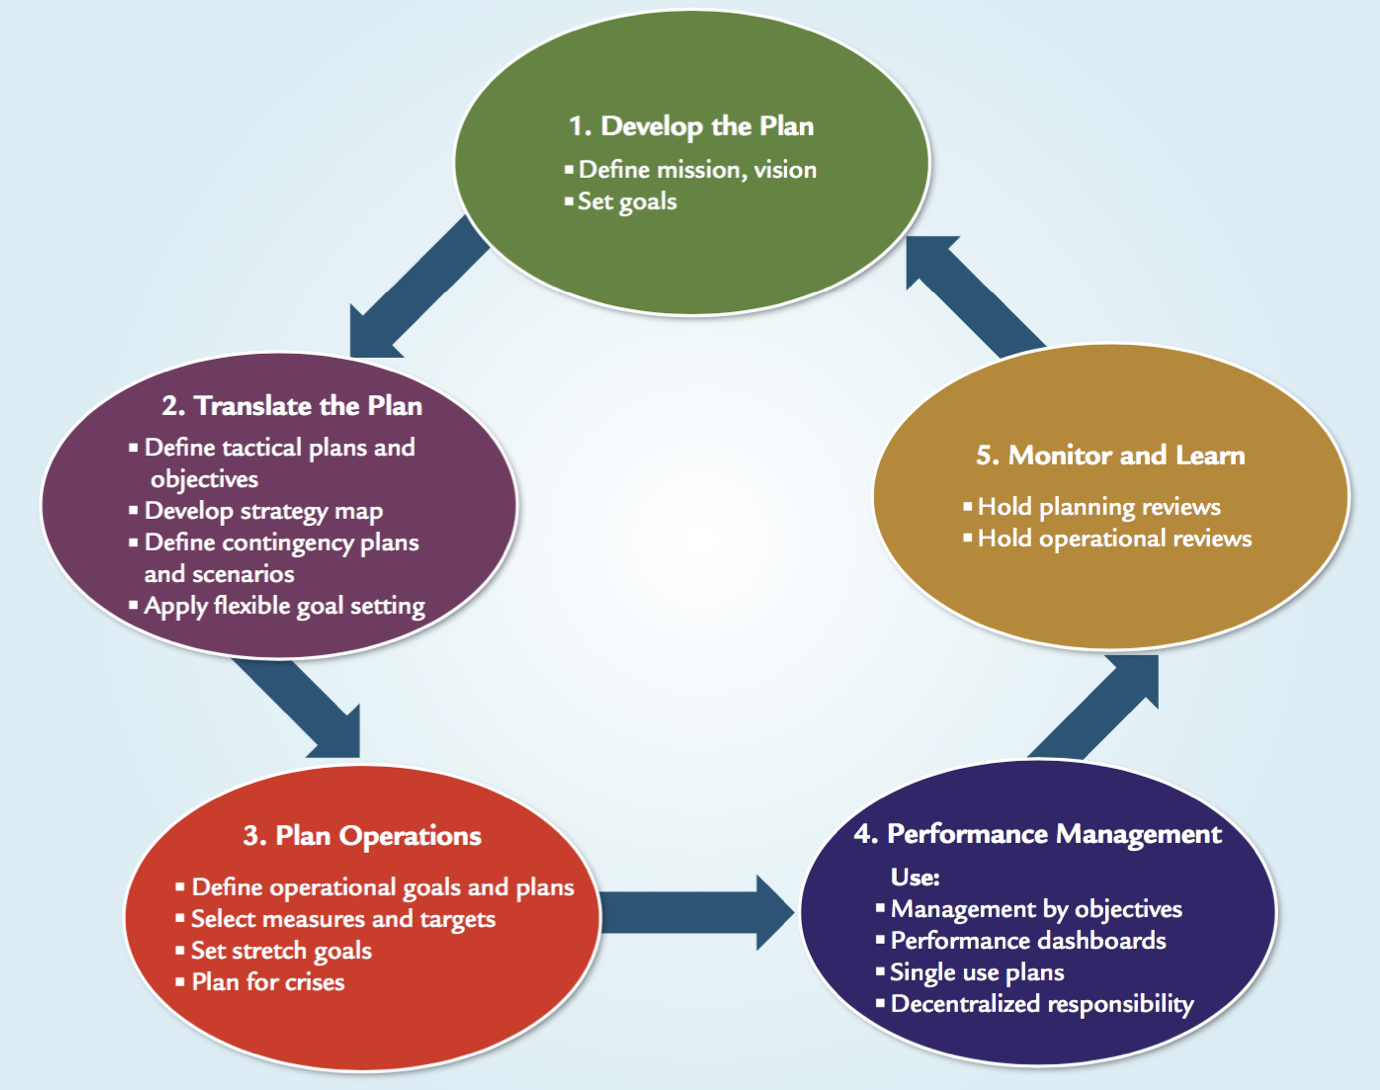 1. Develop the Plan
▪ Define mission, vision
▪ Set goals
2. Translate the Plan
▪ Define tactical plans and
objectives
▪ Develop strategy map
▪ Define contingency plans
and scenarios
▪ Apply flexible goal setting
3. Plan Operations
▪ Define operational goals and plans
▪ Select measures and targets
▪ Set stretch goals
▪ Plan for crises
4. Performance Management
Use:
▪ Management by objectives
▪ Performance dashboards
▪ Single use plans
▪ Decentralized responsibility
5. Monitor and Learn
▪ Hold planning reviews
▪ Hold operational reviews